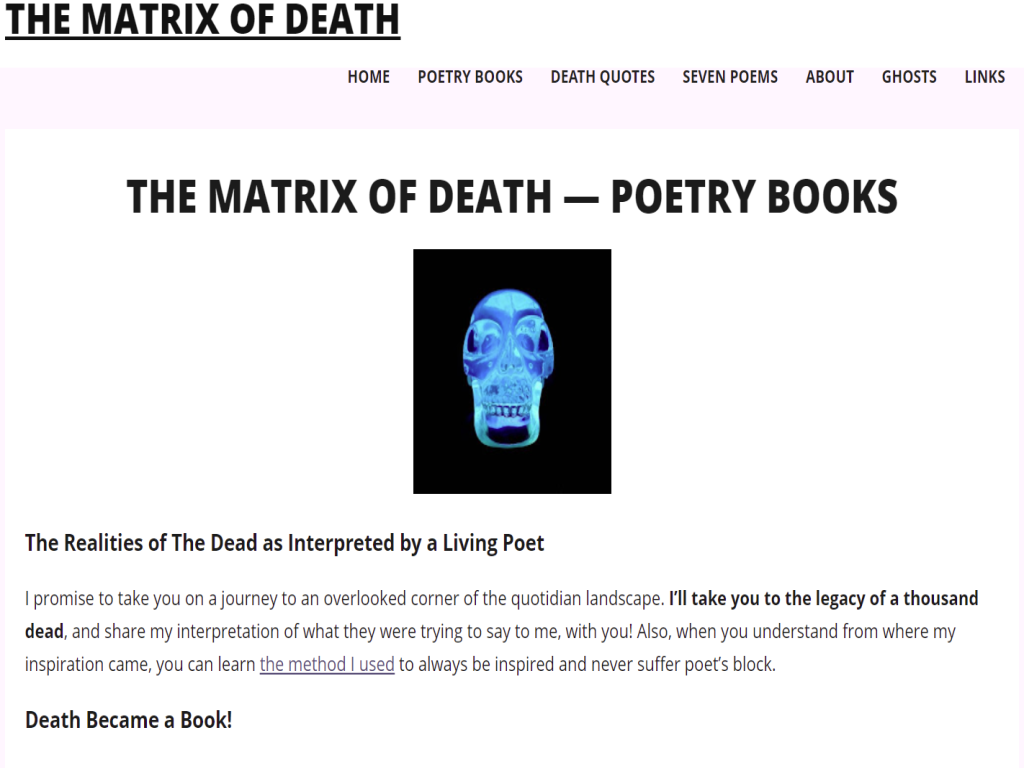 THE MATRIX OF DEATH
HOME POETRY BOOKS DEATH QUOTES SEVEN POEMS ABOUT GHOSTS LINKS
THE MATRIX OF DEATH — POETRY BOOKS
The Realities of The Dead as Interpreted by a Living Poet
I promise to take you on a journey to an overlooked corner of the quotidian landscape. I’ll take you to the legacy of a thousand
dead, and share my interpretation of what they were trying to say to me, with you! Also, when you understand from where my
inspiration came, you can learn the method I used to always be inspired and never suffer poet’s block.
Death Became a Book!